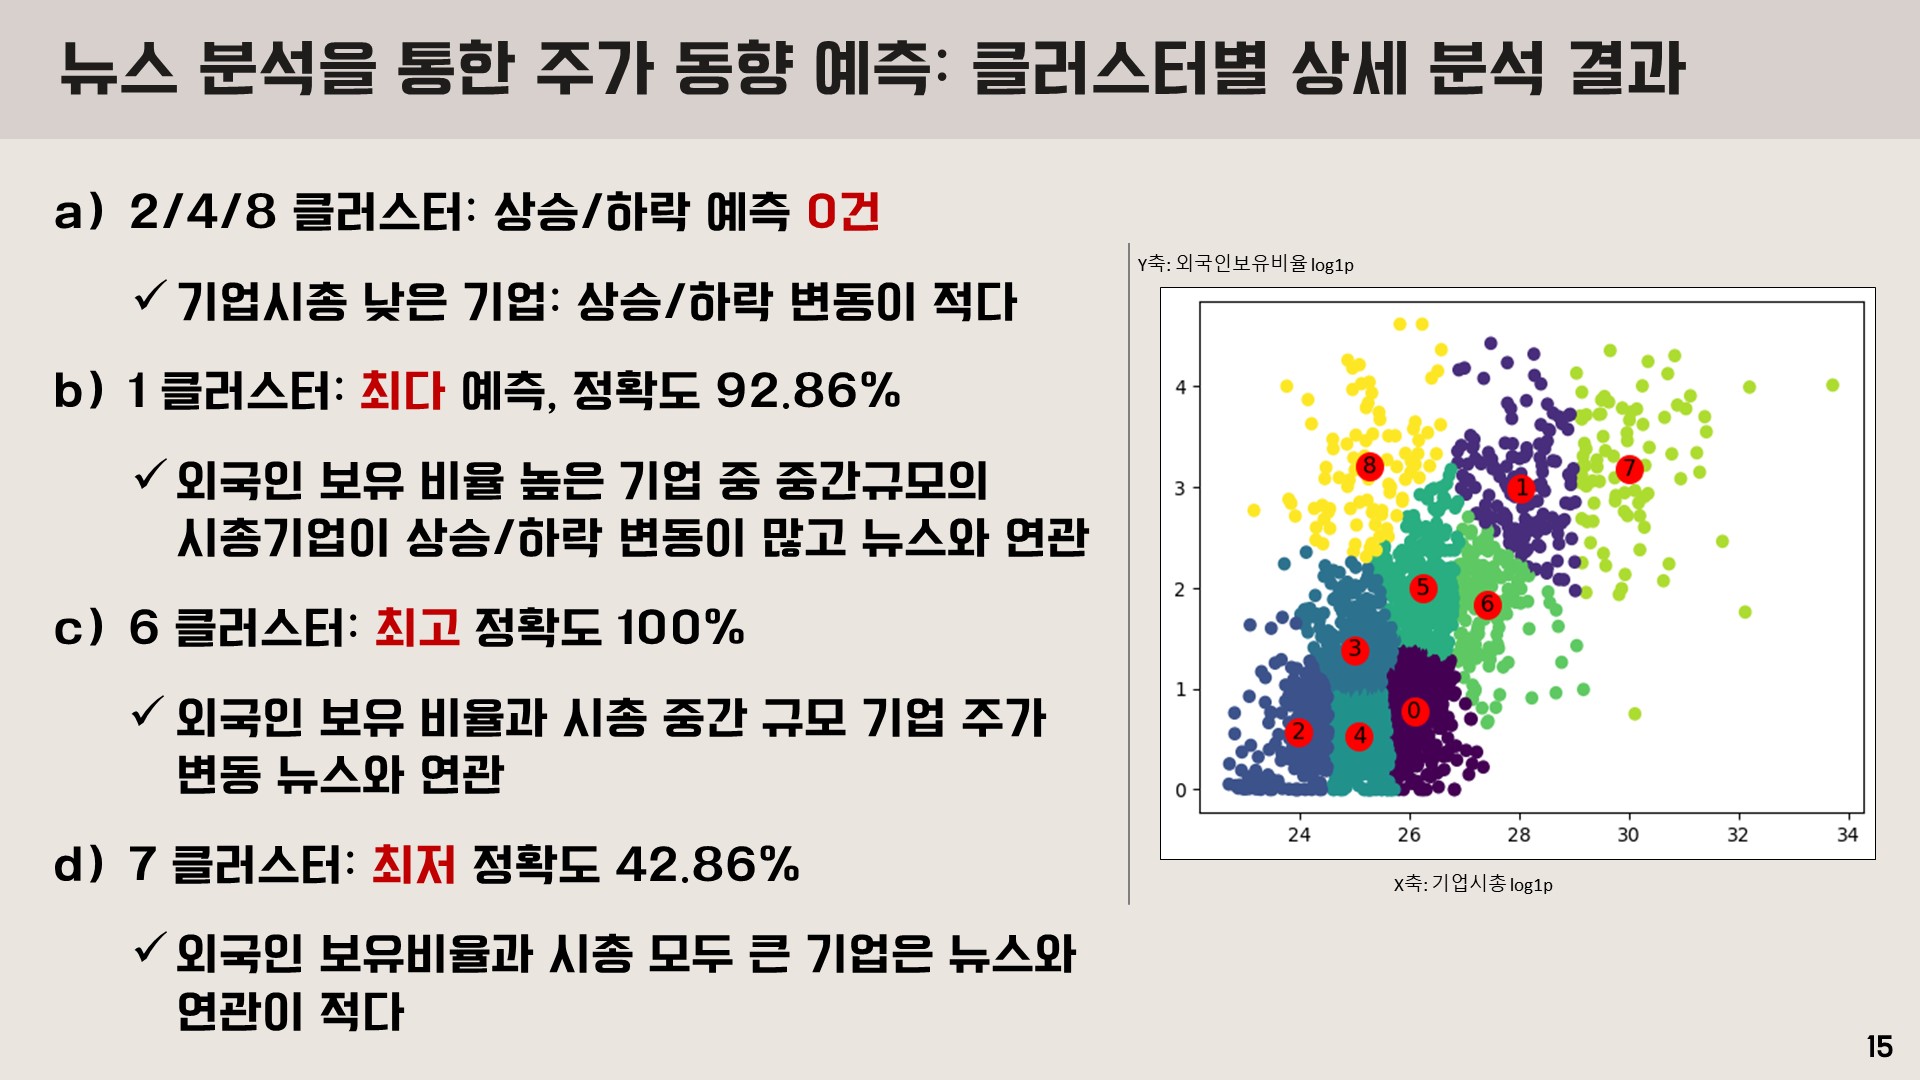 뉴스 분석을 통한 주가 동향 예측: 클러스터별 상세 분석 결과
a) 2/4/8 클러스터: 상승/하락 예측 0건
✓ 기업시총 낮은 기업: 상승/하락 변동이 적다
b) 1 클러스터: 최다 예측, 정확도 92.86%
✓ 외국인 보유 비율 높은 기업 중 중간규모의
시총기업이 상승/하락 변동이 많고 뉴스와 연관
c) 6 클러스터: 최고 정확도 100%
✓ 외국인 보유 비율과 시총 중간 규모 기업 주가
변동 뉴스와 연관
d) 7 클러스터: 최저 정확도 42.86%
✓ 외국인 보유비율과 시총 모두 큰 기업은 뉴스와
연관이 적다
Y축: 외국인보유비율 log1p
4
3
2
1
0
8
1
7
5
6
3
0
2
4
24 26 28 30 32 34
X축: 기업시총 log1p
15